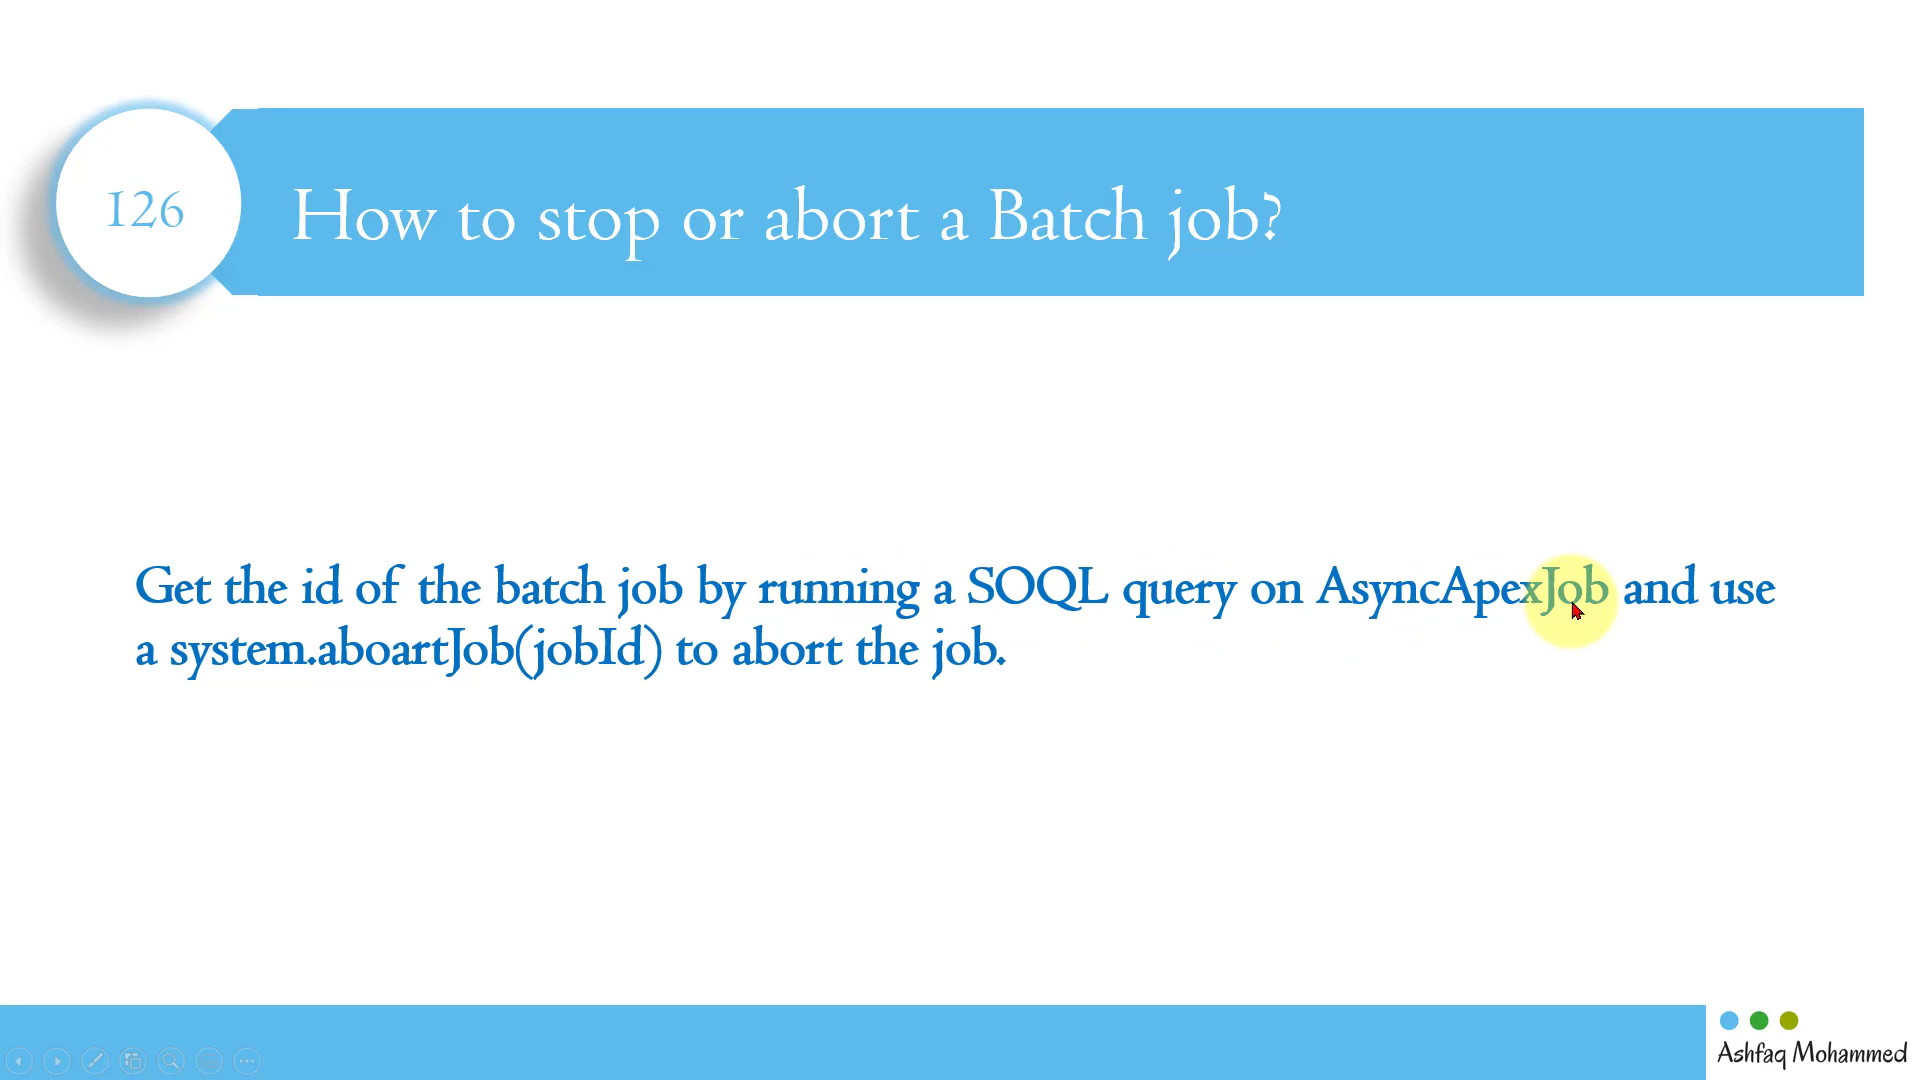 126
How to stop or abort a Batch job?
Get the id of the batch job by running a SOQL query on AsyncApexJob and use
a system.aboartJob(jobId) to abort the job.
Ashfaq Mohammed